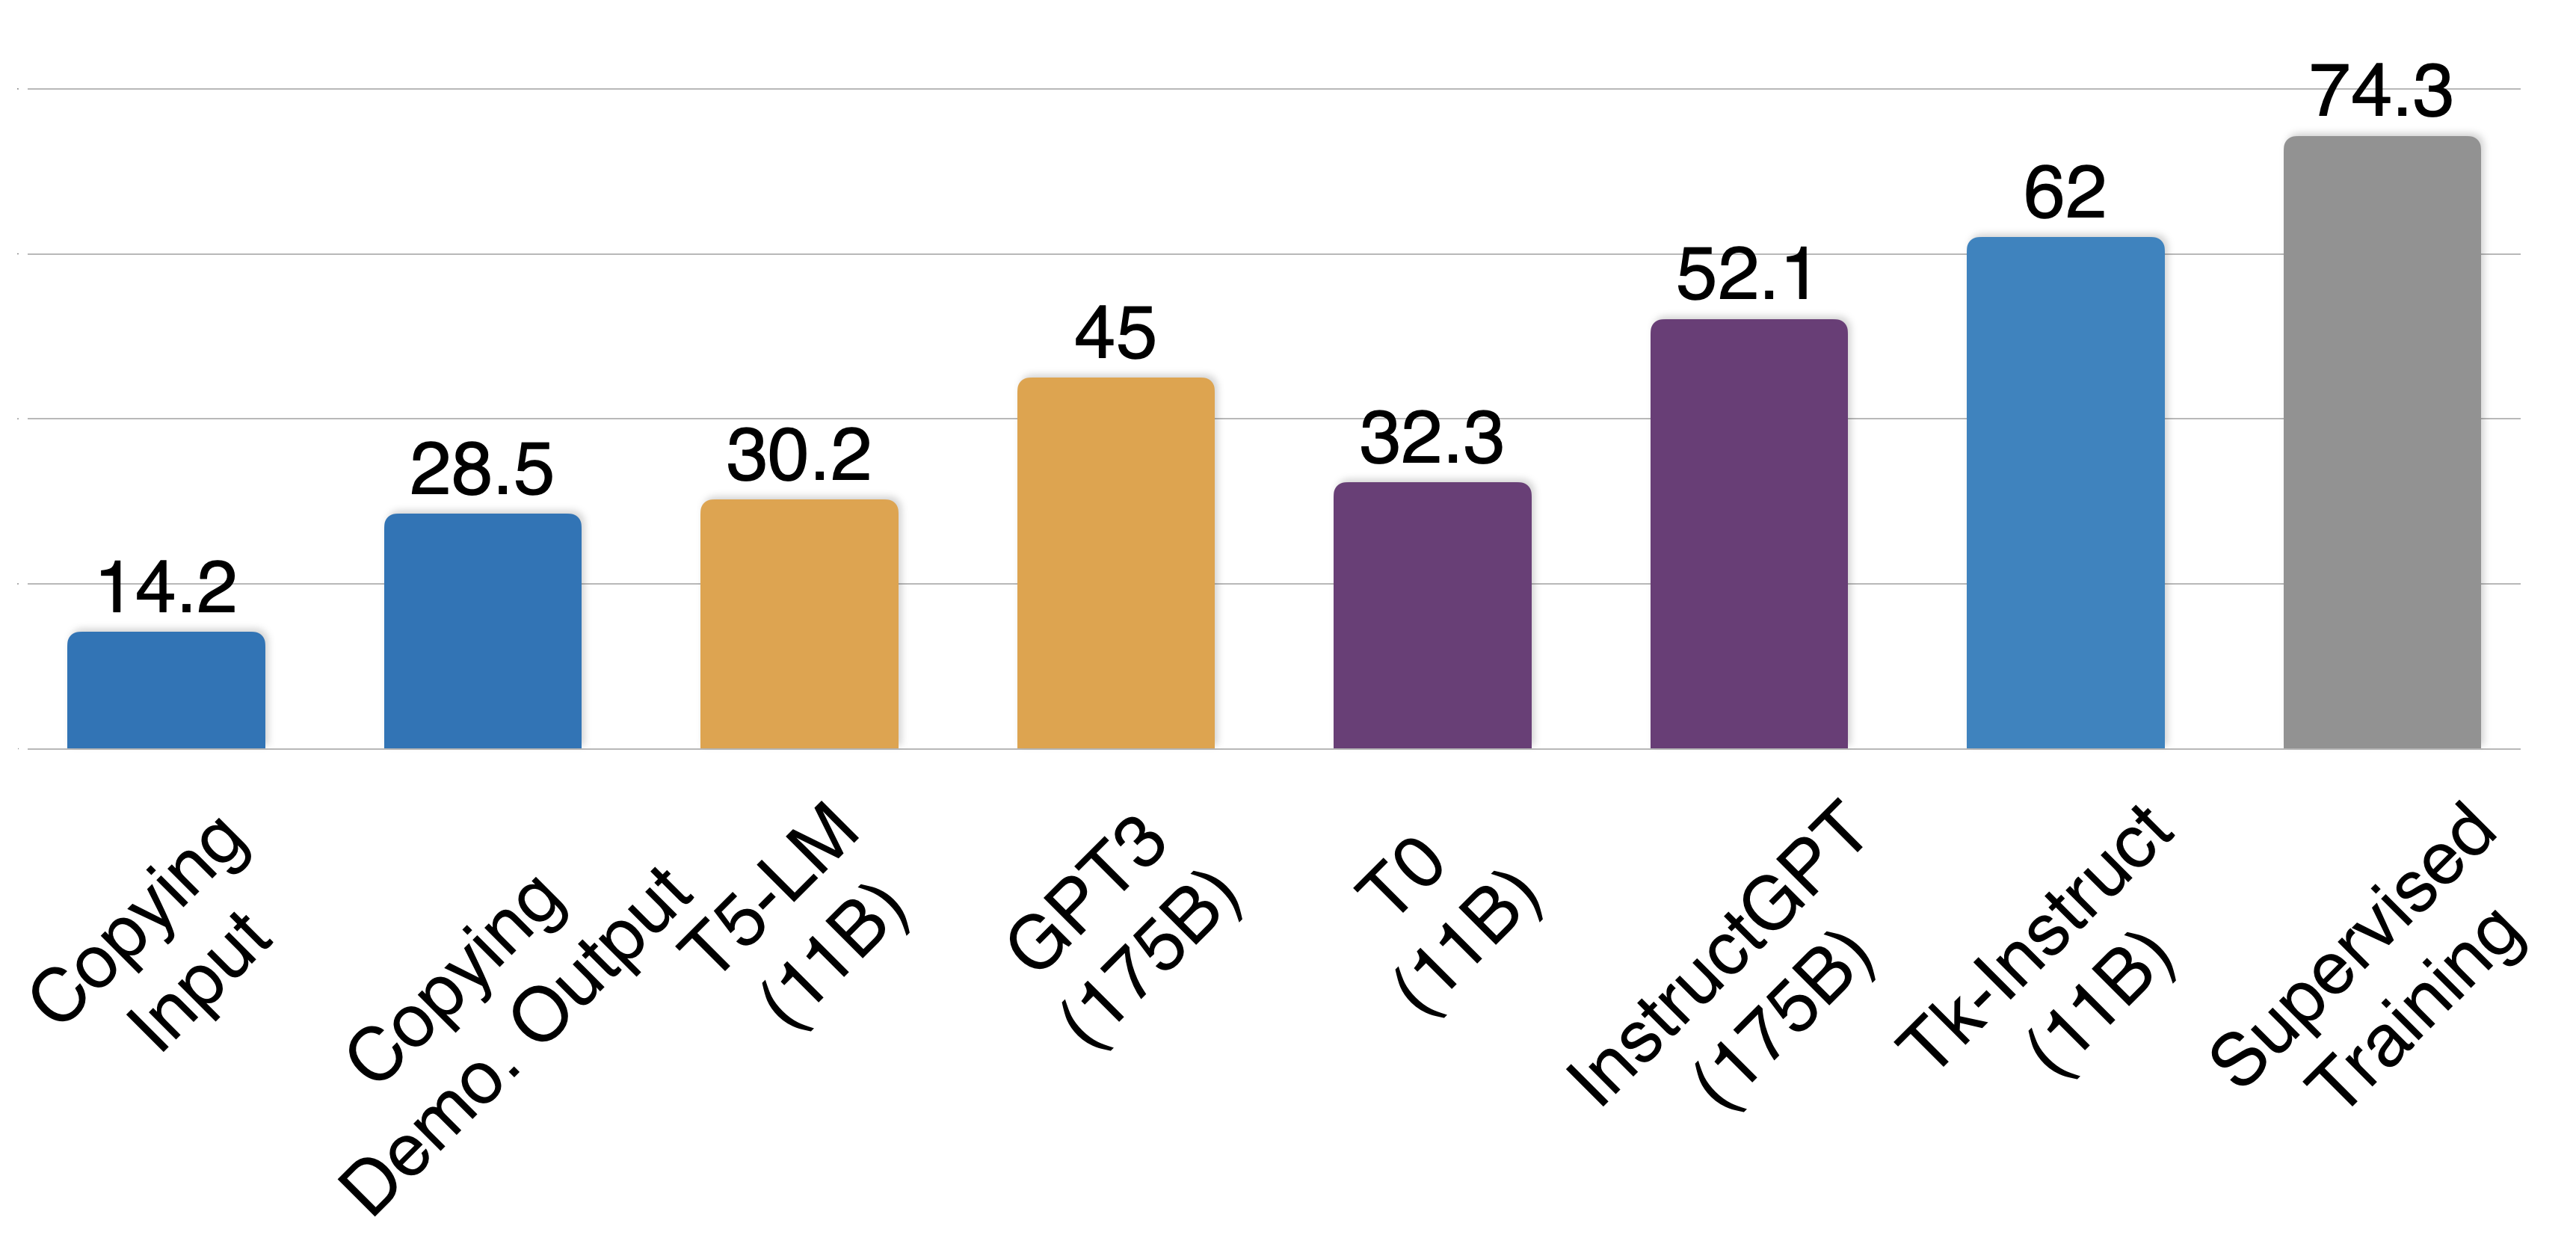 14.2
28.5
30.2
45
32.3
52.1
62
74.3
Copying
Input
Copying
Demo. Output
T5-LM
(11B)
GPT3
(175B)
T0
(11B)
InstructGPT
(175B)
Tk-Instruct
(11B)
Supervised
Training